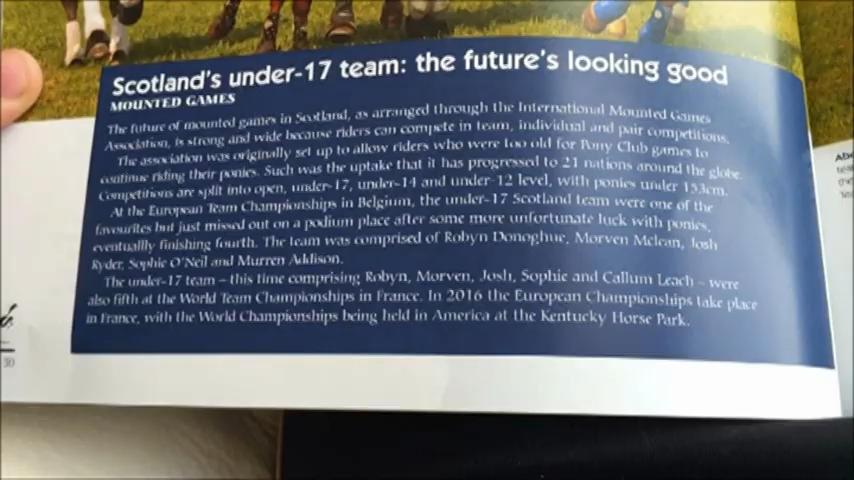 Scotland's under-17 team: the future's looking good
MOUNTED GAMES
The future of mounted games in Scotland, as arranged through the International Mounted Games
Association, is strong and wide because riders can compete in team, individual and pair competitions.
The association was originally set up to allow riders who were too old for Pony Club games to
continue riding their ponies. Such was the uptake that it has progressed to 21 nations around the globe.
Competitions are split into open, under-17, under-14 and under-12 level, with ponies under 153cm.
At the European Team Championships in Belgium, the under-17 Scotland team were one of the
favourites but just missed out on a podium place after some more unfortunate luck with ponies,
eventuallly finishing fourth. The team was comprised of Robyn Donoghue, Morven Mclean, Josh
Ryder, Sophie O'Neil and Murren Addison.
The under-17 team – this time comprising Robyn, Morven, Josh, Sophie and Callum Leach – were
also fifth at the World Team Championships in France. In 2016 the European Championships take place
in France, with the World Championships being held in America at the Kentucky Horse Park.
30